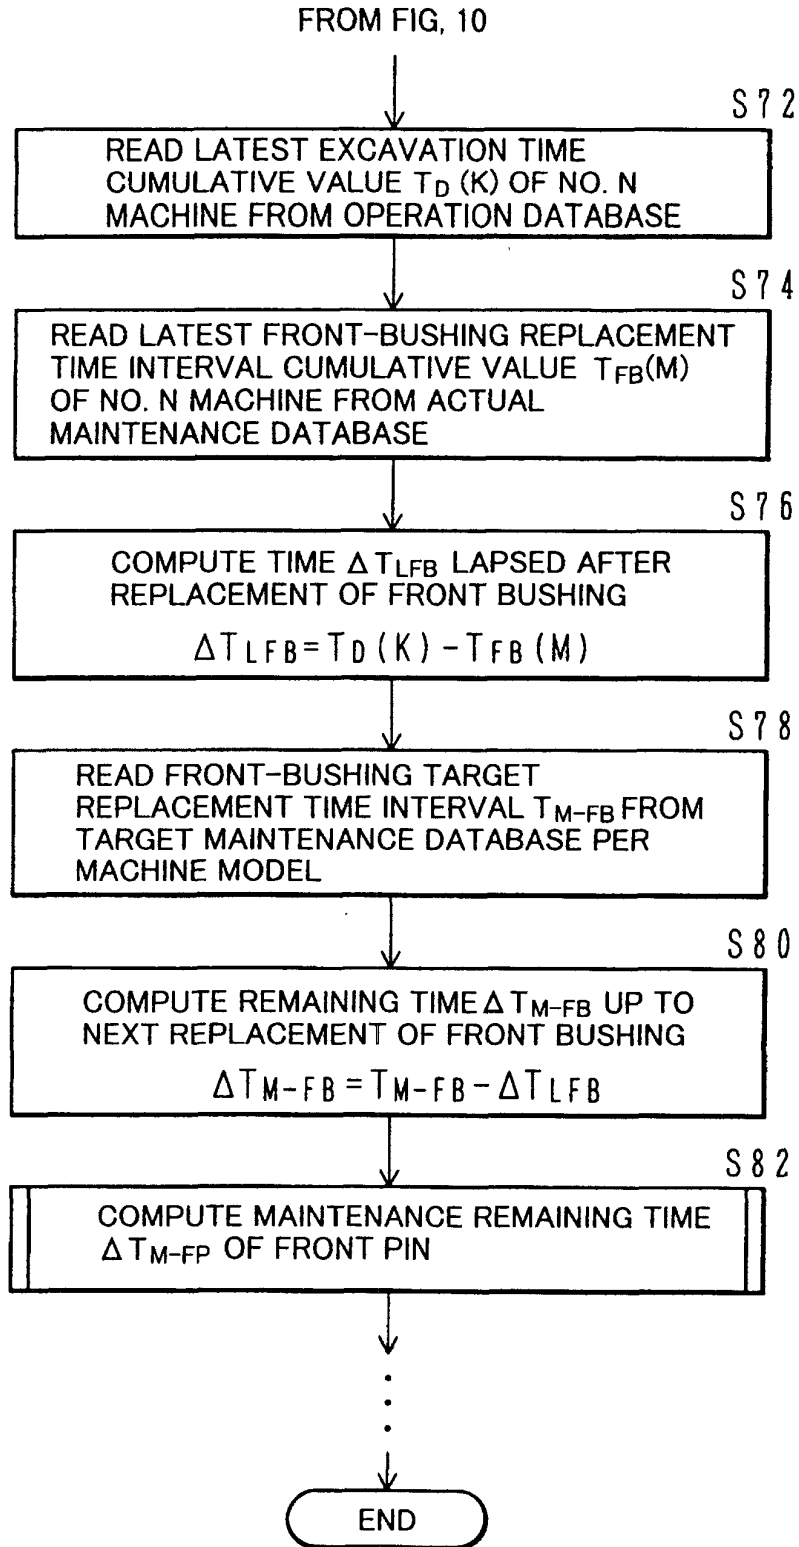 FROM FIG, 10
S72
READ LATEST EXCAVATION TIME
CUMULATIVE VALUE TD (K) OF NO. N
MACHINE FROM OPERATION DATABASE
S74
READ LATEST FRONT-BUSHING REPLACEMENT
TIME INTERVAL CUMULATIVE VALUE TFB(M)
OF NO. N MACHINE FROM ACTUAL
MAINTENANCE DATABASE
S76
COMPUTE TIME ΔTLFB LAPSED AFTER
REPLACEMENT OF FRONT BUSHING
ΔTLFB=TD(K)-TFB(M)
S78
READ FRONT-BUSHING TARGET
REPLACEMENT TIME INTERVAL TM-FB FROM
TARGET MAINTENANCE DATABASE PER
MACHINE MODEL
S80
COMPUTE REMAINING TIME ΔTM-FB UP TO
NEXT REPLACEMENT OF FRONT BUSHING
ΔTM-FB=TM-FB-ΔTLFB
S82
COMPUTE MAINTENANCE REMAINING TIME
ΔTM-FP OF FRONT PIN
END